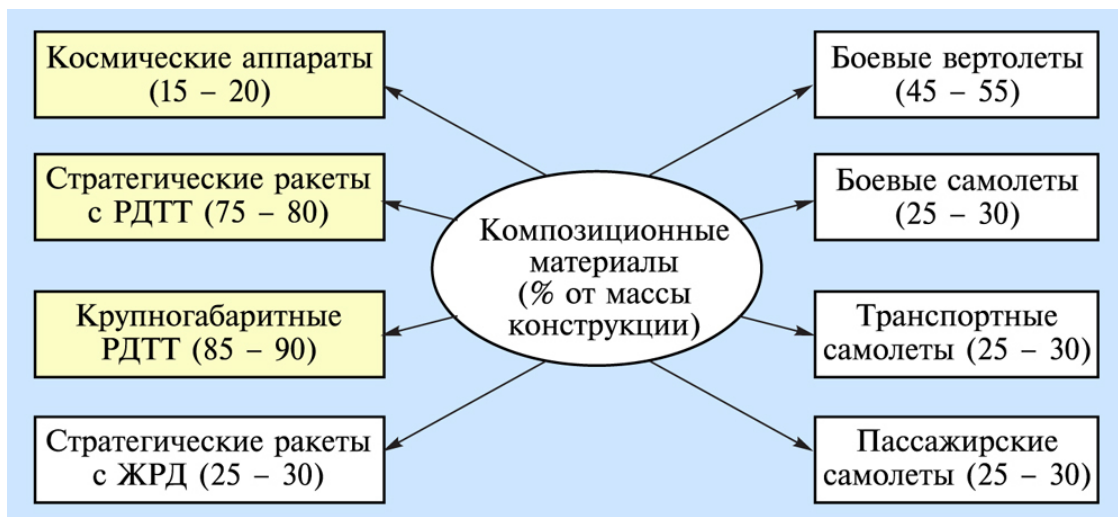 Космические аппараты
(15 – 20)
Стратегические ракеты
с РДТТ (75 – 80)
Крупногабаритные
РДТТ (85 – 90)
Стратегические ракеты
с ЖРД (25 – 30)
Композиционные
материалы
(% от массы
конструкции)
Боевые вертолеты
(45 – 55)
Боевые самолеты
(25 – 30)
Транспортные
самолеты (25 – 30)
Пассажирские
самолеты (25 – 30)